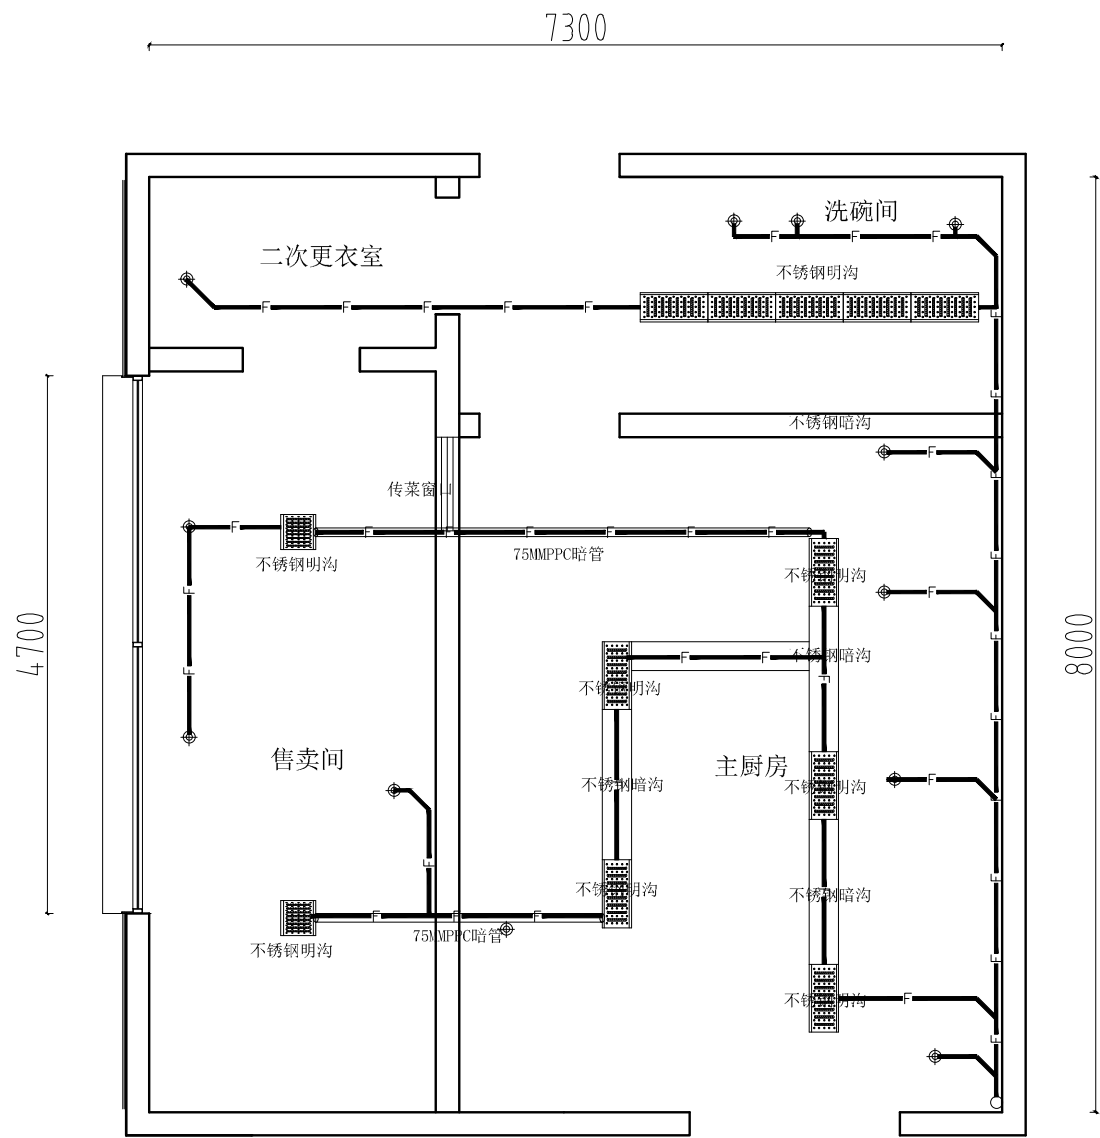 7300
洗碗间
二次更衣室
不锈钢明沟
F F F
F F F F F
不锈钢暗沟
传菜窗口
F
F
F F F F F F
75MMPPC暗管
不锈钢明沟
不锈钢明沟
F
F
4700
8000
F F
不锈钢暗沟
F
F
不锈钢明沟
售卖间
主厨房
不锈钢暗沟
不锈钢明沟
F
F
不锈钢明沟
不锈钢暗沟
F F F
75MMPPC暗管
不锈钢明沟
不锈钢明沟
F